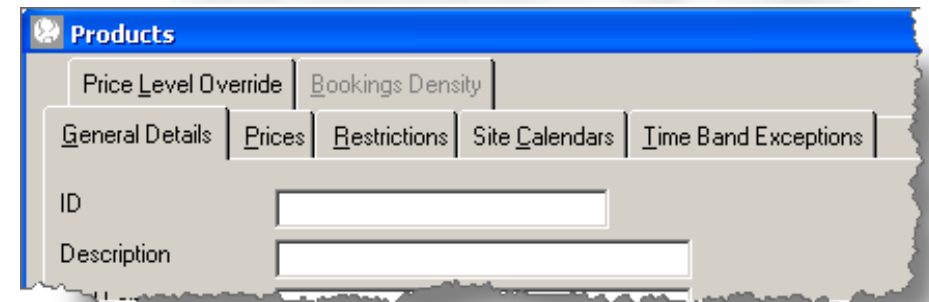 Products
Price Level Override Bookings Density
General Details Prices Restrictions Site Calendars Time Band Exceptions
ID
Description